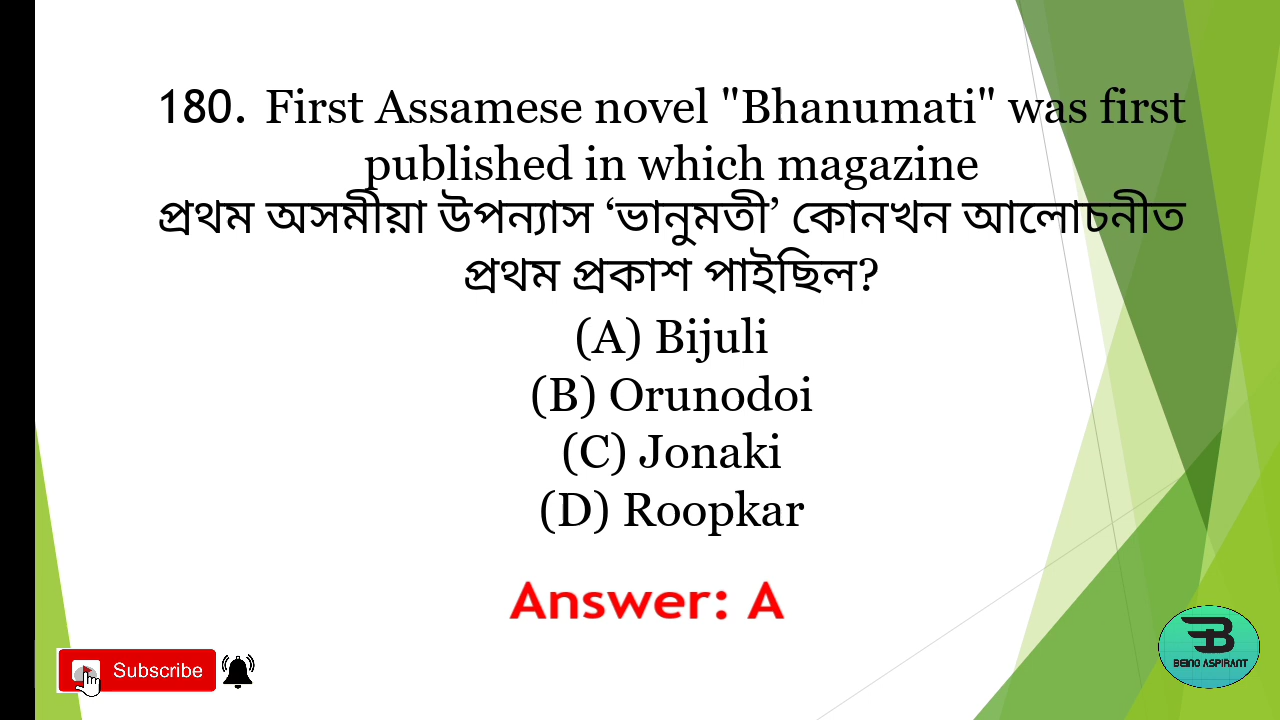 180. First Assamese novel "Bhanumati" was first
published in which magazine
প্ৰথম অসমীয়া উপন্যাস ‘ভানুমতী’ কোনখন আলোচনীত
প্ৰথম প্ৰকাশ পাইছিল?
(A) Bijuli
(B) Orunodoi
(C) Jonaki
(D) Roopkar
Answer: A
Subscribe
BEING ASPIRANT